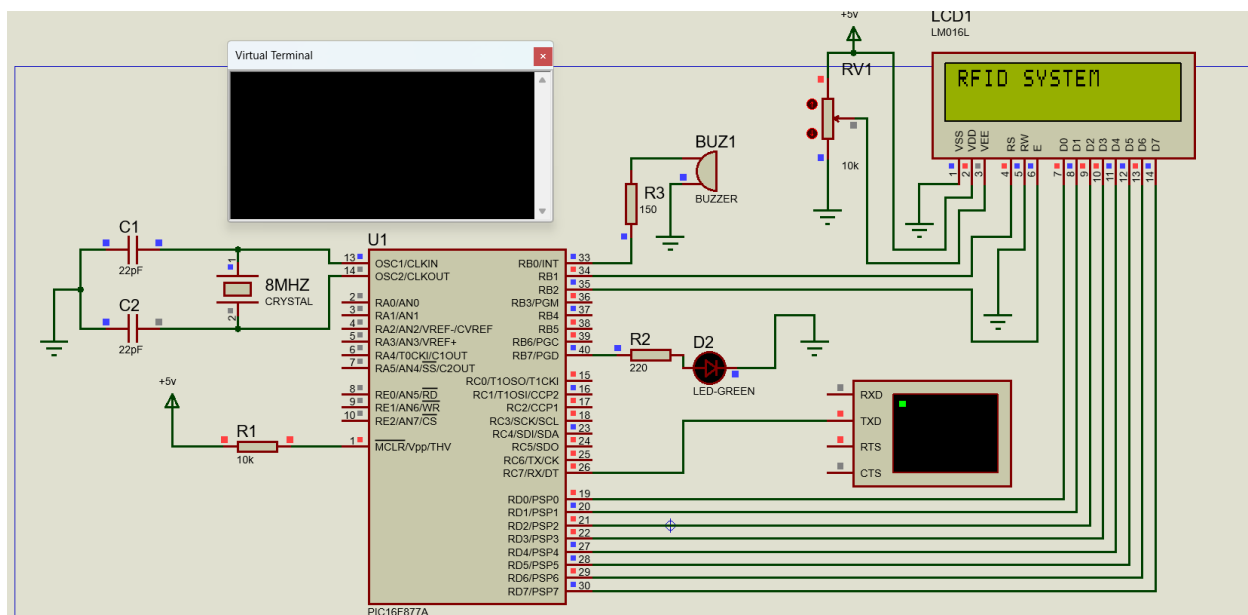 +5v
LCD1
LM016L
Virtual Terminal
RV1
10k
RFID SYSTEM
VSS
VDD
VEE
RS
RW
E
D0
D1
D2
D3
D4
D5
D6
D7
1
2
3
4
5
6
7
8
9
10
11
12
13
14
BUZ1
BUZZER
R3
150
C1
22pF
C2
22pF
1
2
8MHZ
CRYSTAL
U1
13 OSC1/CLKIN
14 OSC2/CLKOUT
2 RA0/AN0
3 RA1/AN1
4 RA2/AN2/VREF-/CVREF
5 RA3/AN3/VREF+
6 RA4/T0CKI/C1OUT
7 RA5/AN4/SS/C2OUT
8 RE0/AN5/RD
9 RE1/AN6/WR
10 RE2/AN7/CS
1 MCLR/Vpp/THV
RB0/INT 33
RB1 34
RB2 35
RB3/PGM 36
RB4 37
RB5 38
RB6/PGC 39
RB7/PGD 40
RC0/T1OSO/T1CKI 15
RC1/T1OSI/CCP2 16
RC2/CCP1 17
RC3/SCK/SCL 18
RC4/SDI/SDA 23
RC5/SDO 24
RC6/TX/CK 25
RC7/RX/DT 26
RD0/PSP0 19
RD1/PSP1 20
RD2/PSP2 21
RD3/PSP3 22
RD4/PSP4 27
RD5/PSP5 28
RD6/PSP6 29
RD7/PSP7 30
PIC16F877A
+5v
R1
10k
R2
220
D2
LED-GREEN
RXD
TXD
RTS
CTS